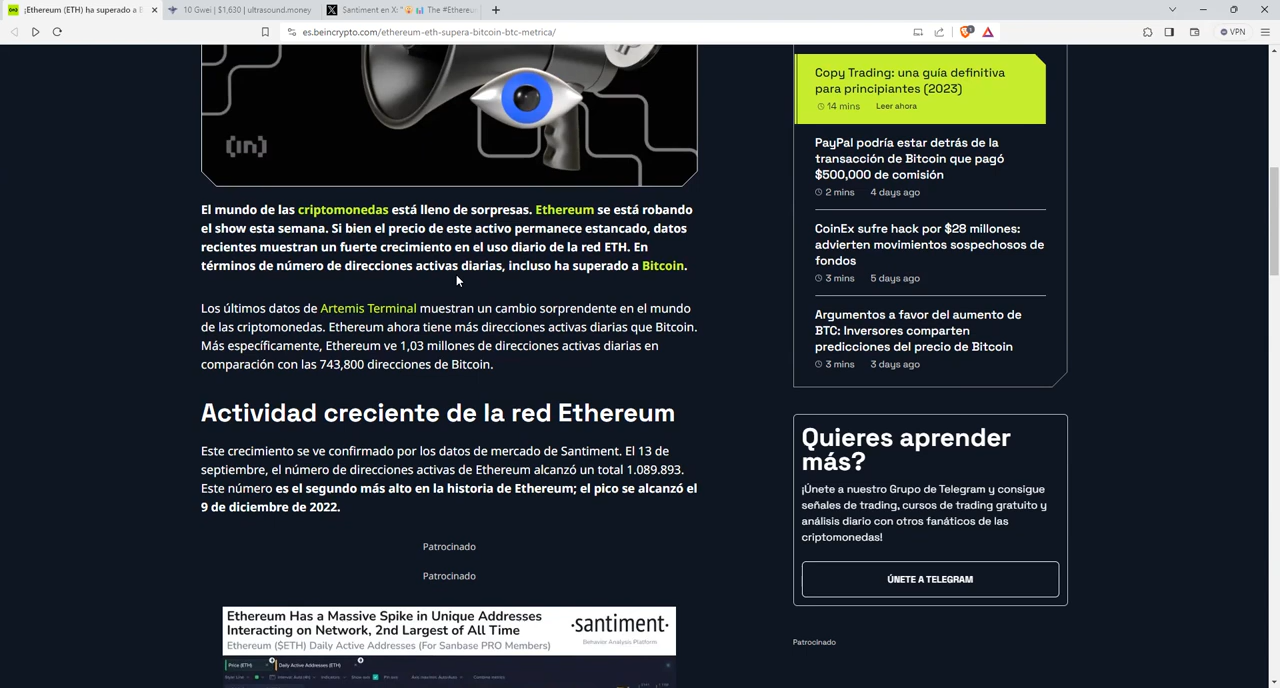 ¡Ethereum (ETH) ha superado a B
10 Gwei | $1,630 | ultrasound.money
Santiment en X: "
The #Ethereu
es.beincrypto.com/ethereum-eth-supera-bitcoin-btc-metrica/
VPN
(in)
El mundo de las criptomonedas está lleno de sorpresas. Ethereum se está robando
el show esta semana. Si bien el precio de este activo permanece estancado, datos
recientes muestran un fuerte crecimiento en el uso diario de la red ETH. En
términos de número de direcciones activas diarias, incluso ha superado a Bitcoin.
Los últimos datos de Artemis Terminal muestran un cambio sorprendente en el mundo
de las criptomonedas. Ethereum ahora tiene más direcciones activas diarias que Bitcoin.
Más específicamente, Ethereum ve 1,03 millones de direcciones activas diarias en
comparación con las 743,800 direcciones de Bitcoin.
Actividad creciente de la red Ethereum
Este crecimiento se ve confirmado por los datos de mercado de Santiment. El 13 de
septiembre, el número de direcciones activas de Ethereum alcanzó un total 1.089.893.
Este número es el segundo más alto en la historia de Ethereum; el pico se alcanzó el
9 de diciembre de 2022.
Patrocinado
Patrocinado
Ethereum Has a Massive Spike in Unique Addresses
Interacting on Network, 2nd Largest of All Time
Ethereum ($ETH) Daily Active Addresses (For Sanbase PRO Members)
·santiment·
Behavior Analysis Platform
Price (ETH)
Daily Active Addresses (ETH)
Copy Trading: una guía definitiva
para principiantes (2023)
14 mins Leer ahora
PayPal podría estar detrás de la
transacción de Bitcoin que pagó
$500,000 de comisión
2 mins 4 days ago
CoinEx sufre hack por $28 millones:
advierten movimientos sospechosos de
fondos
3 mins 5 days ago
Argumentos a favor del aumento de
BTC: Inversores comparten
predicciones del precio de Bitcoin
3 mins 3 days ago
Quieres aprender
más?
¡Únete a nuestro Grupo de Telegram y consigue
señales de trading, cursos de trading gratuito y
análisis diario con otros fanáticos de las
criptomonedas!
ÚNETE A TELEGRAM
Patrocinado